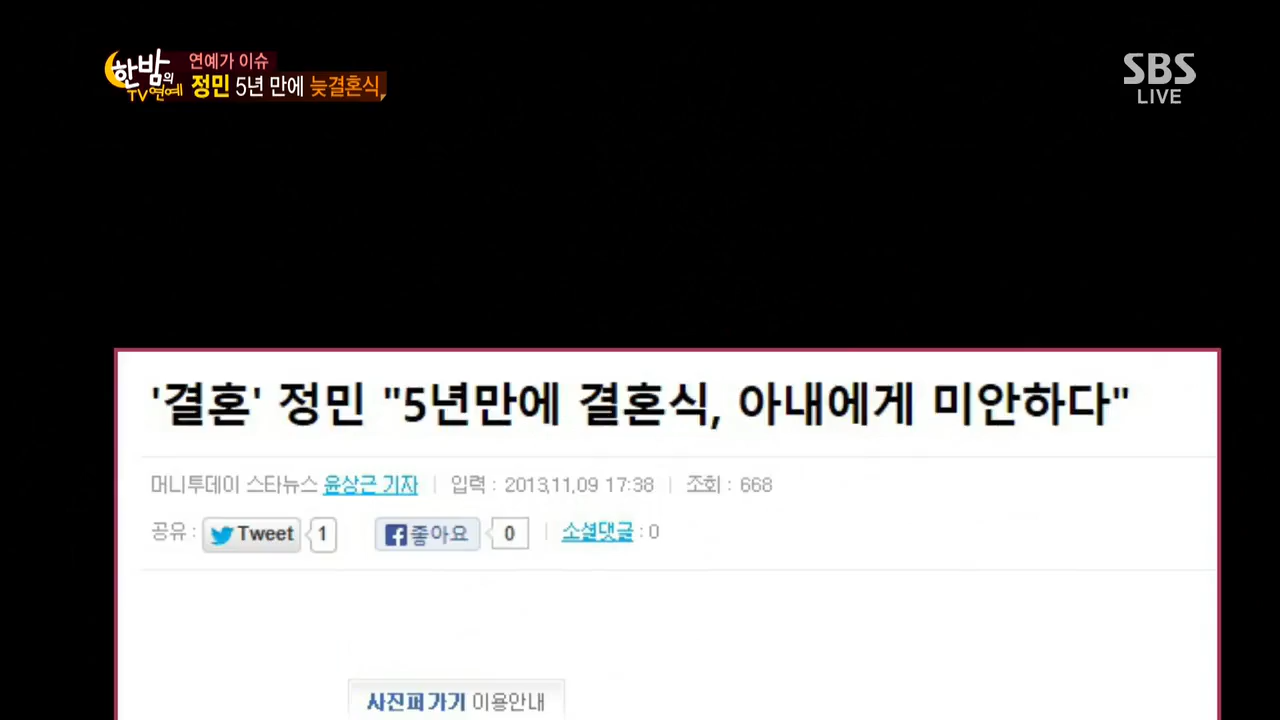 한밤의 TV연예
연예가 이슈
정민 5년 만에 늦결혼식
SBS
LIVE
'결혼' 정민 "5년만에 결혼식, 아내에게 미안하다"
머니투데이 스타뉴스 윤상근 기자 | 입력 : 2013.11.09 17:38 | 조회 : 668
공유 : Tweet 1 좋아요 0 | 소셜댓글 : 0
사진퍼가기 이용안내